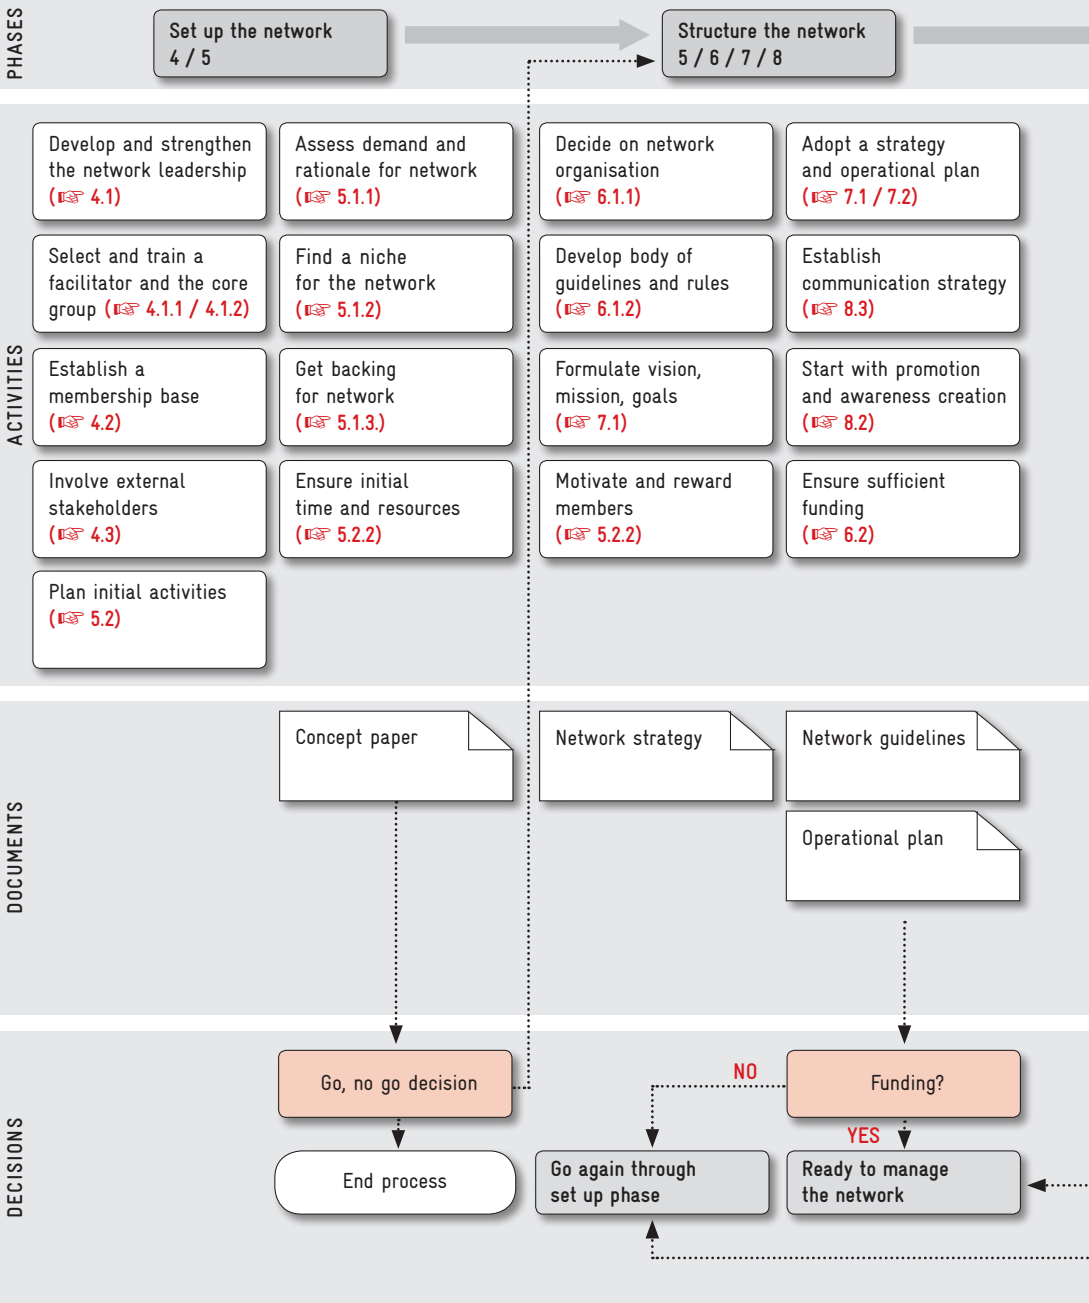 PHASES
Set up the network
4 / 5
Structure the network
5 / 6 / 7 / 8
ACTIVITIES
Develop and strengthen
the network leadership
(☞ 4.1)
Assess demand and
rationale for network
(☞ 5.1.1)
Decide on network
organisation
(☞ 6.1.1)
Adopt a strategy
and operational plan
(☞ 7.1 / 7.2)
Select and train a
facilitator and the core
group (☞ 4.1.1 / 4.1.2)
Find a niche
for the network
(☞ 5.1.2)
Develop body of
guidelines and rules
(☞ 6.1.2)
Establish
communication strategy
(☞ 8.3)
Establish a
membership base
(☞ 4.2)
Get backing
for network
(☞ 5.1.3.)
Formulate vision,
mission, goals
(☞ 7.1)
Start with promotion
and awareness creation
(☞ 8.2)
Involve external
stakeholders
(☞ 4.3)
Ensure initial
time and resources
(☞ 5.2.2)
Motivate and reward
members
(☞ 5.2.2)
Ensure sufficient
funding
(☞ 6.2)
Plan initial activities
(☞ 5.2)
DOCUMENTS
Concept paper
Network strategy
Network guidelines
Operational plan
DECISIONS
Go, no go decision
NO
Funding?
YES
End process
Go again through
set up phase
Ready to manage
the network